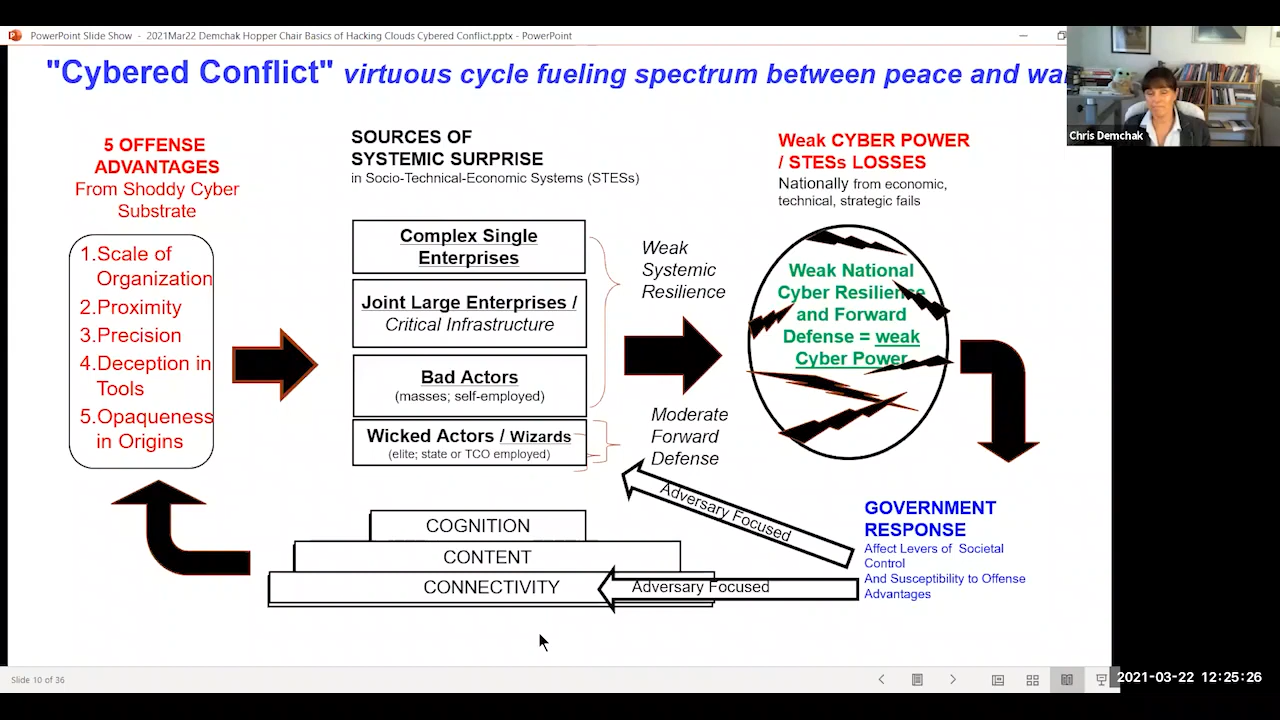 PowerPoint Slide Show - 2021Mar22 Demchak Hopper Chair Basics of Hacking Clouds Cybered Conflict.pptx - PowerPoint
"Cybered Conflict" virtuous cycle fueling spectrum between peace and wa
Chris Demchak
5 OFFENSE
ADVANTAGES
From Shoddy Cyber
Substrate
1.Scale of
Organization
2.Proximity
3.Precision
4.Deception in
Tools
5.Opaqueness
in Origins
SOURCES OF
SYSTEMIC SURPRISE
in Socio-Technical-Economic Systems (STESs)
Complex Single
Enterprises
Joint Large Enterprises /
Critical Infrastructure
Bad Actors
(masses; self-employed)
Wicked Actors / Wizards
(elite; state or TCO employed)
Weak
Systemic
Resilience
Moderate
Forward
Defense
Weak CYBER POWER
/ STESs LOSSES
Nationally from economic,
technical, strategic fails
Weak National
Cyber Resilience
and Forward
Defense = weak
Cyber Power
GOVERNMENT
RESPONSE
Affect Levers of Societal
Control
And Susceptibility to Offense
Advantages
Adversary Focused
Adversary Focused
COGNITION
CONTENT
CONNECTIVITY
Slide 10 of 36
2021-03-22 12:25:26